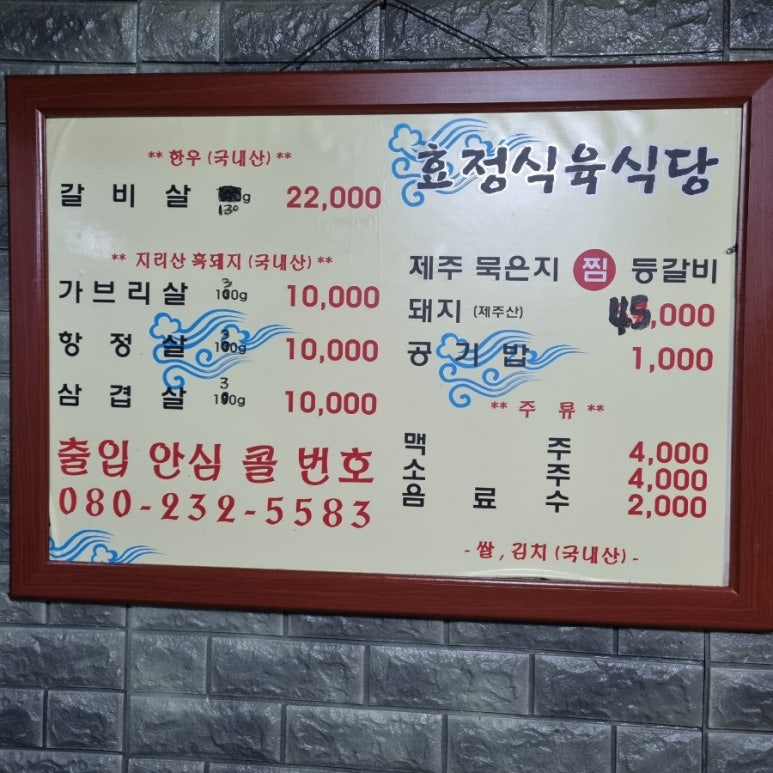 ** 한우 (국내산) **
갈비살 130g 22,000
** 지리산 흑돼지 (국내산) **
가브리살 130g 10,000
항정살 130g 10,000
삼겹살 130g 10,000
출입 안심 콜 번호
080-232-5583
효정식육식당
제주 묵은지 찜 등갈비
돼지 (제주산) 45,000
공기밥 1,000
** 주 류 **
맥주 4,000
소주 4,000
음료수 2,000
- 쌀, 김치 (국내산) -